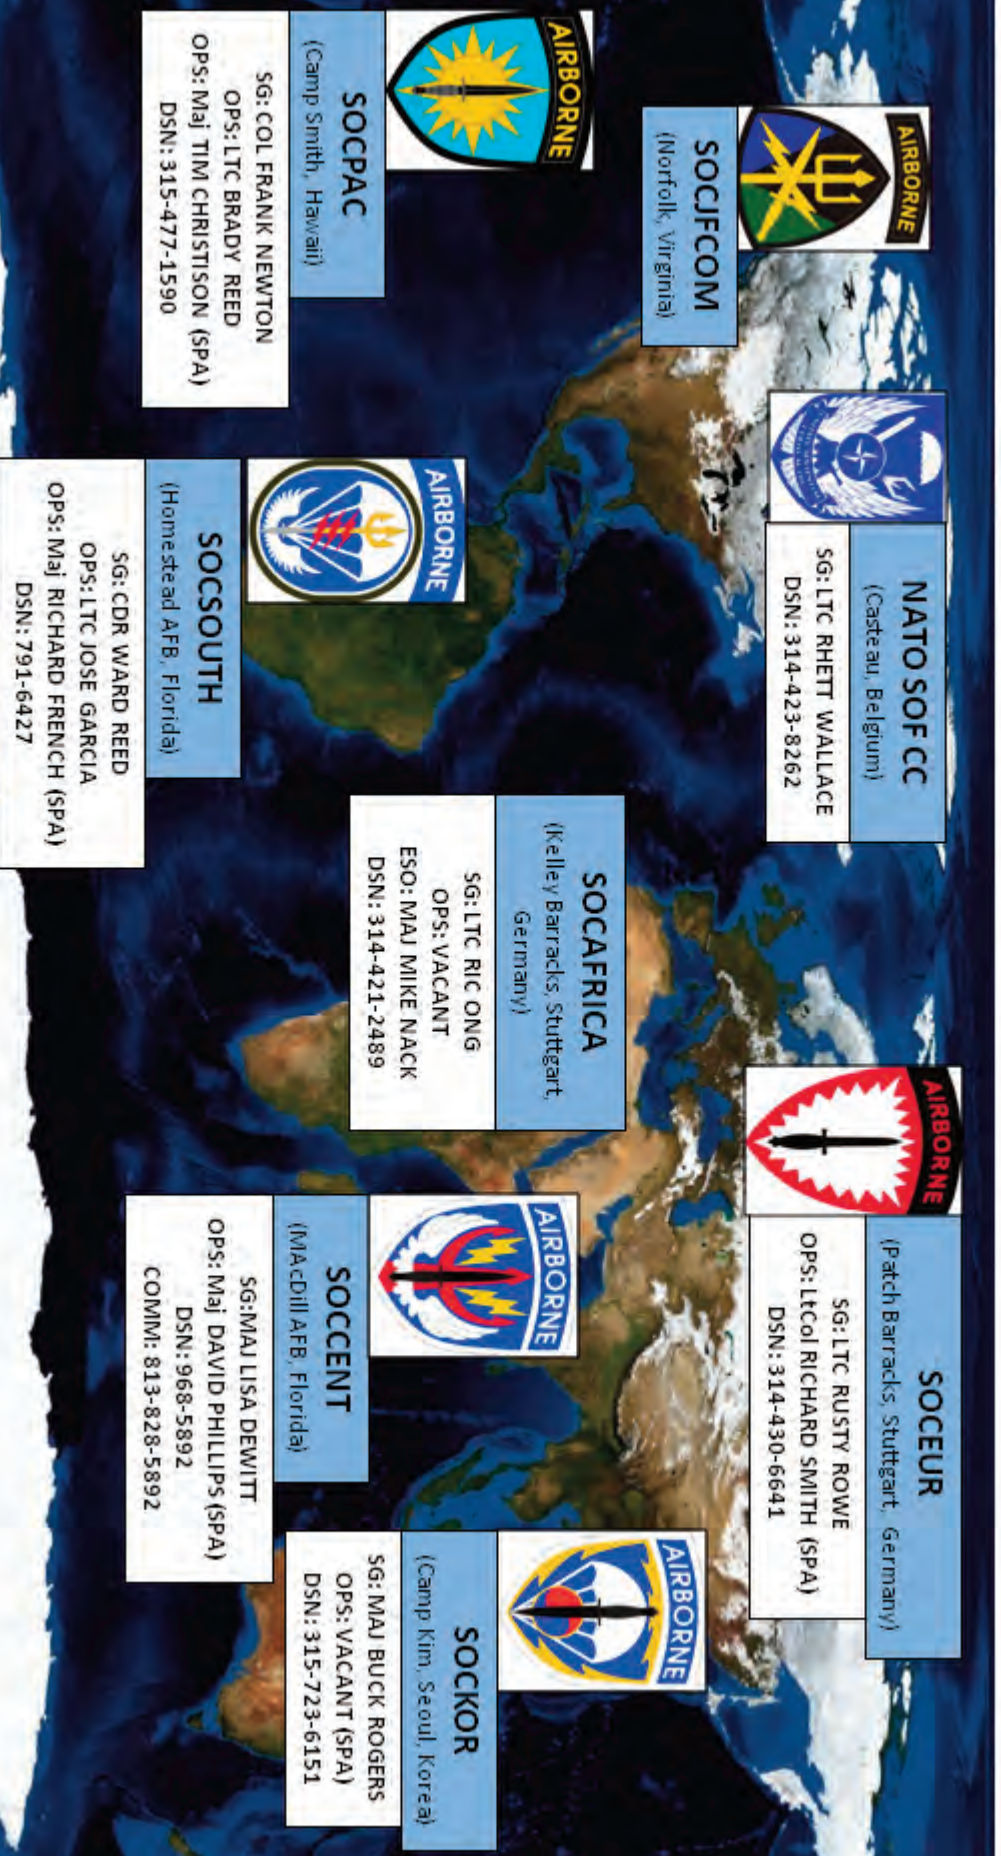 AIRBORNE
SOCJFCOM
(Norfolk, Virginia)
NATO SOF CC
(Casteau, Belgium)
SG: LTC RHETT WALLACE
DSN: 314-423-8262
AIRBORNE
SOCEUR
(Patch Barracks, Stuttgart, Germany)
SG: LTC RUSTY ROWE
OPS: LtCol RICHARD SMITH (SPA)
DSN: 314-430-6641
AIRBORNE
SOCPAC
(Camp Smith, Hawaii)
SG: COL FRANK NEWTON
OPS: LTC BRADY REED
OPS: Maj TIM CHRISTISON (SPA)
DSN: 315-477-1590
AIRBORNE
SOCSOUTH
(Homestead AFB, Florida)
SG: CDR WARD REED
OPS: LTC JOSE GARCIA
OPS: Maj RICHARD FRENCH (SPA)
DSN: 791-6427
SOCAFRICA
(Kelley Barracks, Stuttgart,
Germany)
SG: LTC RIC ONG
OPS: VACANT
ESO: MAJ MIKE NACK
DSN: 314-421-2489
AIRBORNE
SOCCENT
(MAcDill AFB, Florida)
SG:MAJ LISA DEWITT
OPS: Maj DAVID PHILLIPS (SPA)
DSN: 968-5892
COMM: 813-828-5892
AIRBORNE
SOCKOR
(Camp Kim, Seoul, Korea)
SG: MAJ BUCK ROGERS
OPS: VACANT (SPA)
DSN: 315-723-6151